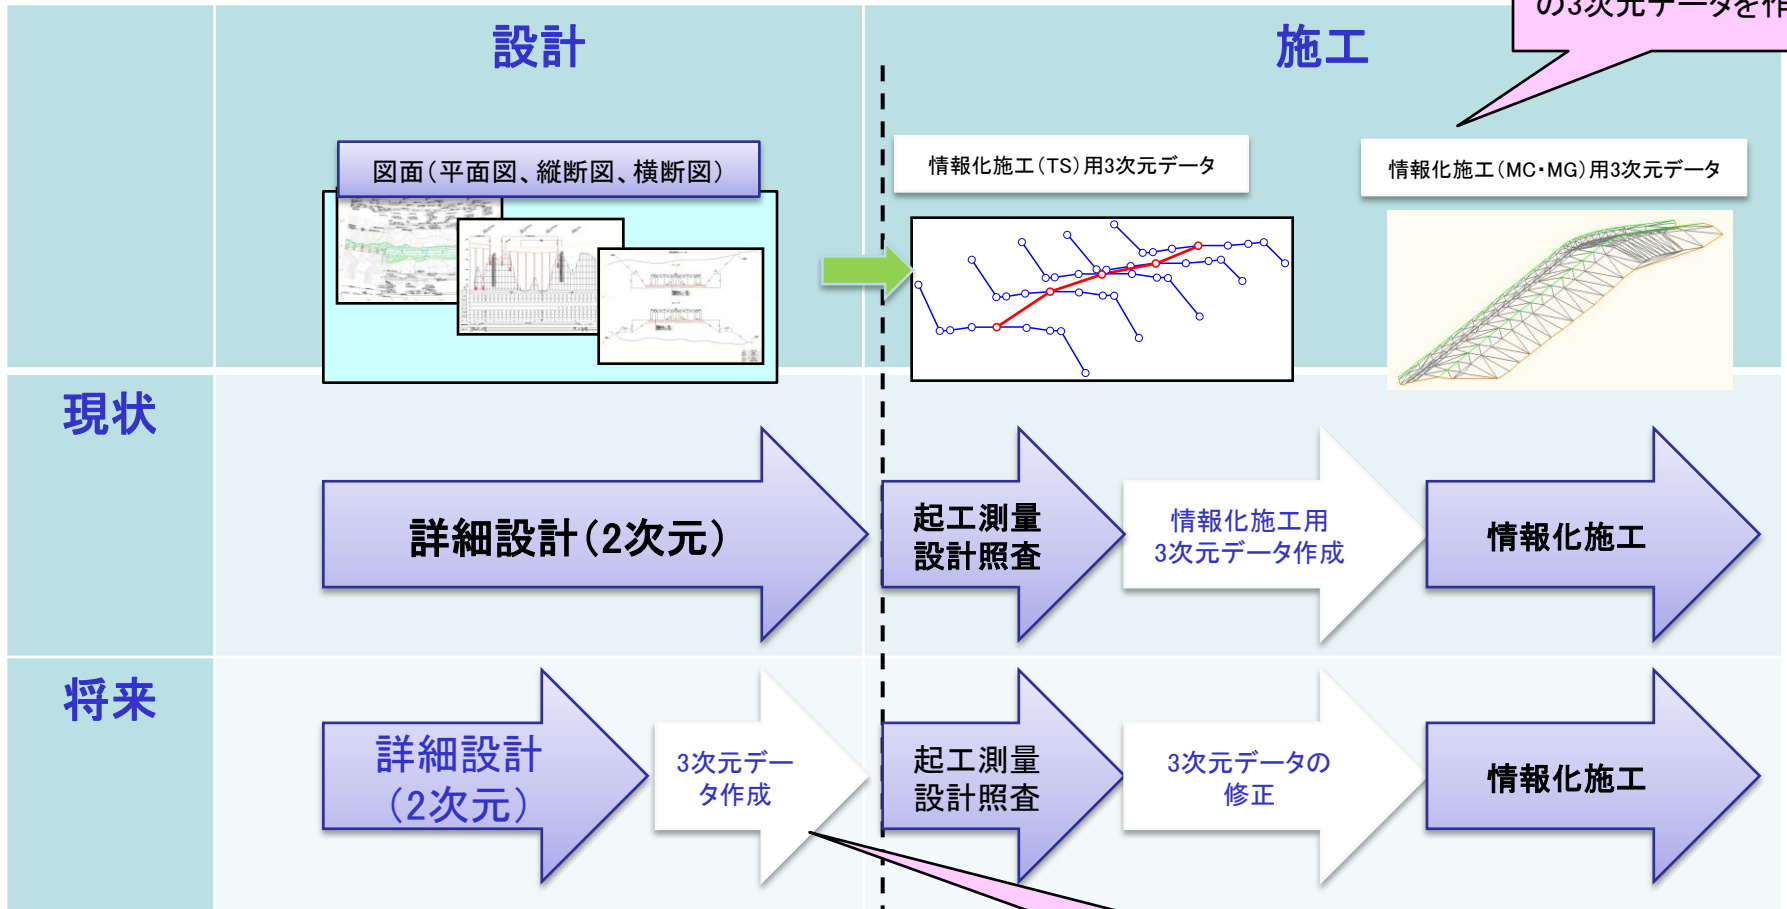 の3次元データを作
設計
施工
図面(平面図、縦断図、横断図)
情報化施工(TS)用3次元データ
情報化施工(MC・MG)用3次元データ
現状
詳細設計(2次元)
起工測量
設計照査
情報化施工用
3次元データ作成
情報化施工
将来
詳細設計
(2次元)
3次元デー
タ作成
起工測量
設計照査
3次元データの
修正
情報化施工